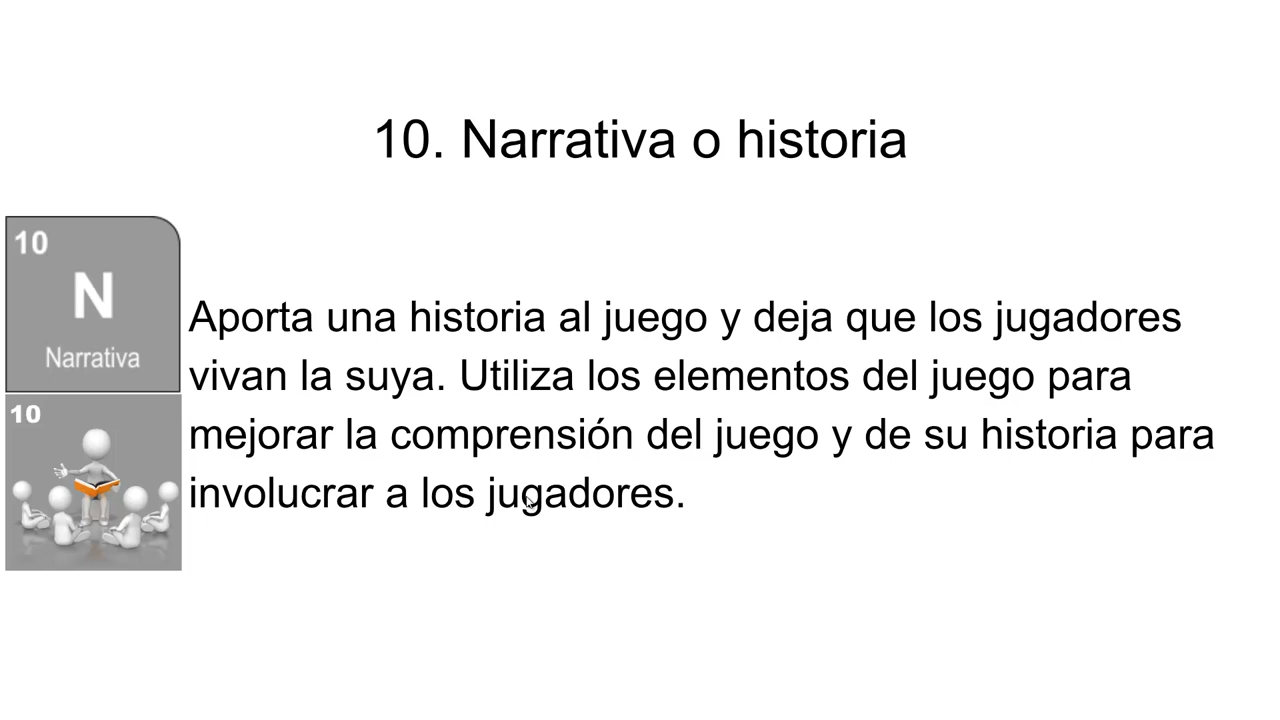 10. Narrativa o historia
10
N
Narrativa
10
Aporta una historia al juego y deja que los jugadores
vivan la suya. Utiliza los elementos del juego para
mejorar la comprensión del juego y de su historia para
involucrar a los jugadores.